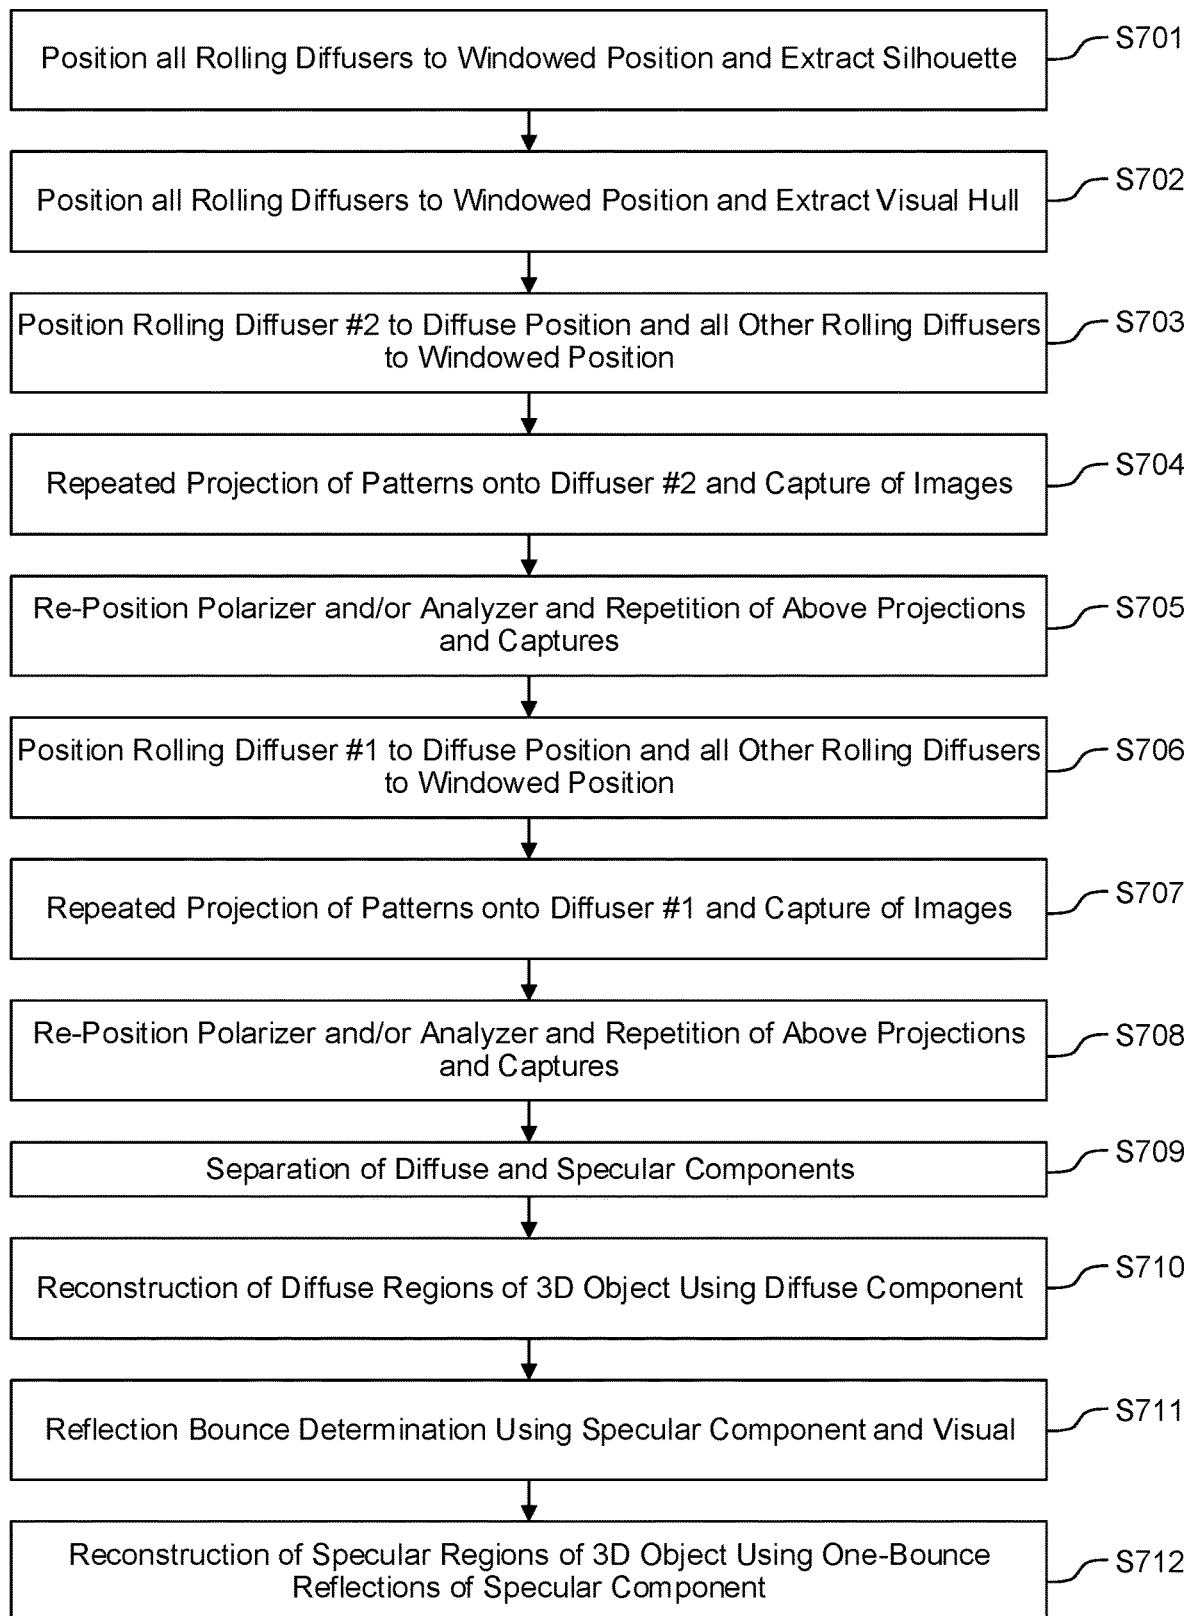 Position all Rolling Diffusers to Windowed Position and Extract Silhouette
S701
Position all Rolling Diffusers to Windowed Position and Extract Visual Hull
S702
Position Rolling Diffuser #2 to Diffuse Position and all Other Rolling Diffusers
to Windowed Position
S703
Repeated Projection of Patterns onto Diffuser #2 and Capture of Images
S704
Re-Position Polarizer and/or Analyzer and Repetition of Above Projections
and Captures
S705
Position Rolling Diffuser #1 to Diffuse Position and all Other Rolling Diffusers
to Windowed Position
S706
Repeated Projection of Patterns onto Diffuser #1 and Capture of Images
S707
Re-Position Polarizer and/or Analyzer and Repetition of Above Projections
and Captures
S708
Separation of Diffuse and Specular Components
S709
Reconstruction of Diffuse Regions of 3D Object Using Diffuse Component
S710
Reflection Bounce Determination Using Specular Component and Visual
S711
Reconstruction of Specular Regions of 3D Object Using One-Bounce
Reflections of Specular Component
S712